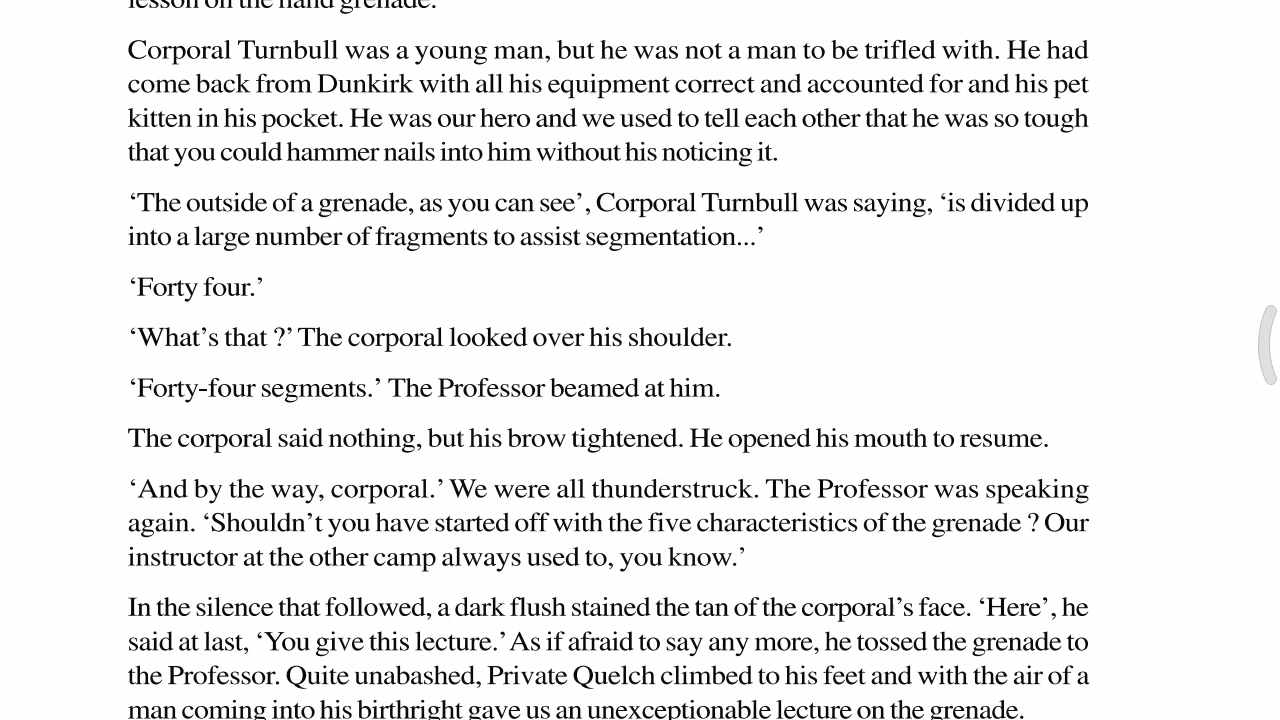 lesson on the hand grenade.
Corporal Turnbull was a young man, but he was not a man to be trifled with. He had
come back from Dunkirk with all his equipment correct and accounted for and his pet
kitten in his pocket. He was our hero and we used to tell each other that he was so tough
that you could hammer nails into him without his noticing it.
‘The outside of a grenade, as you can see’, Corporal Turnbull was saying, ‘is divided up
into a large number of fragments to assist segmentation...’
‘Forty four.’
‘What’s that ?’ The corporal looked over his shoulder.
‘Forty-four segments.’ The Professor beamed at him.
The corporal said nothing, but his brow tightened. He opened his mouth to resume.
‘And by the way, corporal.’ We were all thunderstruck. The Professor was speaking
again. ‘Shouldn’t you have started off with the five characteristics of the grenade ? Our
instructor at the other camp always used to, you know.’
In the silence that followed, a dark flush stained the tan of the corporal’s face. ‘Here’, he
said at last, ‘You give this lecture.’ As if afraid to say any more, he tossed the grenade to
the Professor. Quite unabashed, Private Quelch climbed to his feet and with the air of a
man coming into his birthright gave us an unexceptionable lecture on the grenade.